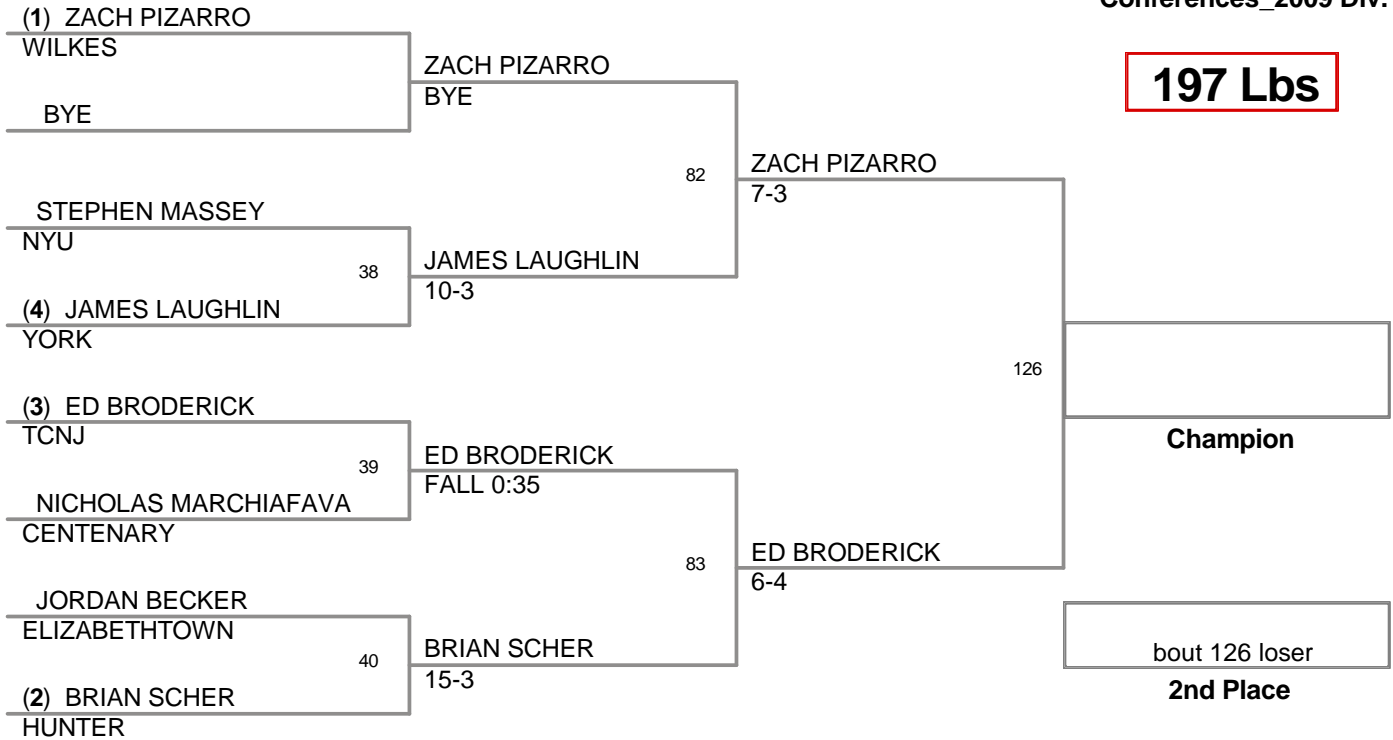 Conferences_2009 Div.
197 Lbs
(1) ZACH PIZARRO
WILKES
BYE
ZACH PIZARRO
BYE
82
ZACH PIZARRO
7-3
STEPHEN MASSEY
NYU
38
JAMES LAUGHLIN
10-3
(4) JAMES LAUGHLIN
YORK
126
(3) ED BRODERICK
TCNJ
39
ED BRODERICK
FALL 0:35
NICHOLAS MARCHIAFAVA
CENTENARY
83
ED BRODERICK
6-4
JORDAN BECKER
ELIZABETHTOWN
40
BRIAN SCHER
15-3
(2) BRIAN SCHER
HUNTER
Champion
bout 126 loser
2nd Place